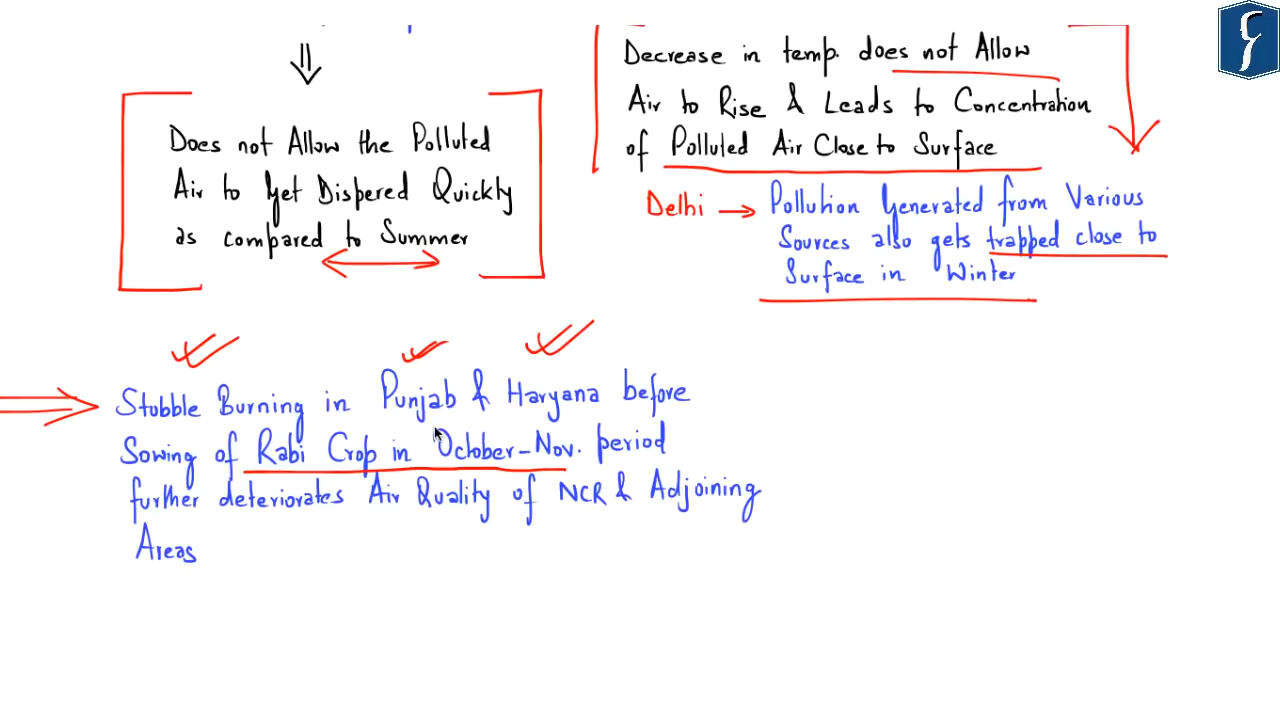 Does not Allow the Polluted
Air to Get Dispered Quickly
as compared to Summer
Decrease in temp. does not Allow
Air to Rise & Leads to Concentration
of Polluted Air Close to Surface
Delhi → Pollution Generated from Various
Sources also gets trapped close to
Surface in Winter
Stubble Burning in Punjab & Haryana before
Sowing of Rabi Crop in October-Nov. period
further deteriorates Air Quality of NCR & Adjoining
Areas